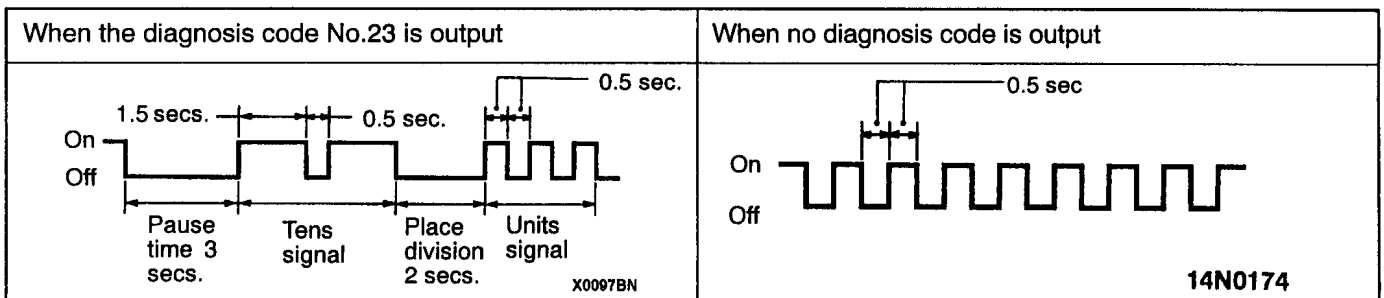 When the diagnosis code No.23 is output
0.5 sec.
1.5 secs.
0.5 sec.
On
Off
Pause
time 3
secs.
Tens
signal
Place
division
2 secs.
Units
signal
X0097BN
When no diagnosis code is output
0.5 sec
On
Off
14N0174